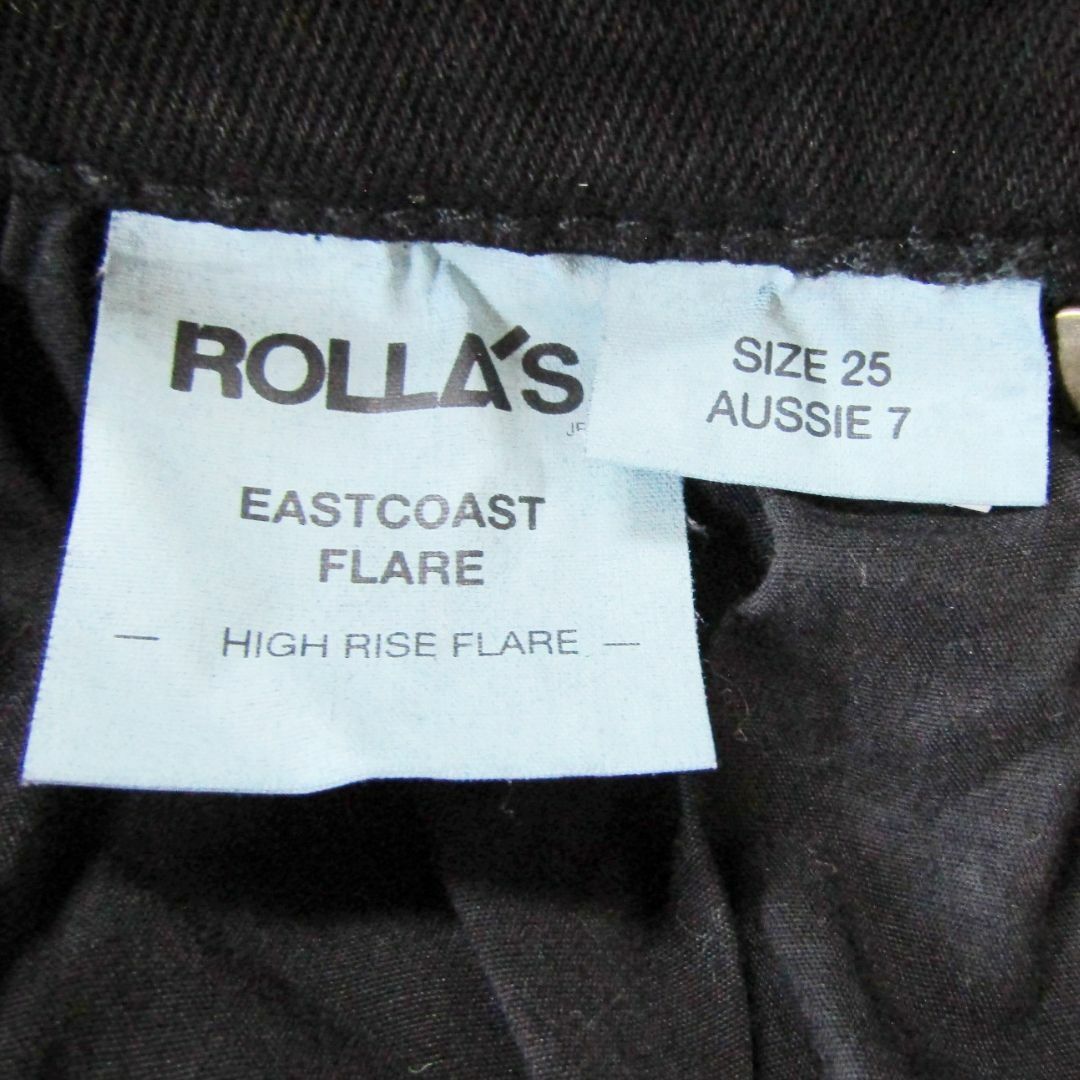 ROLLA'S
EASTCOAST
FLARE
— HIGH RISE FLARE —
SIZE 25
AUSSIE 7